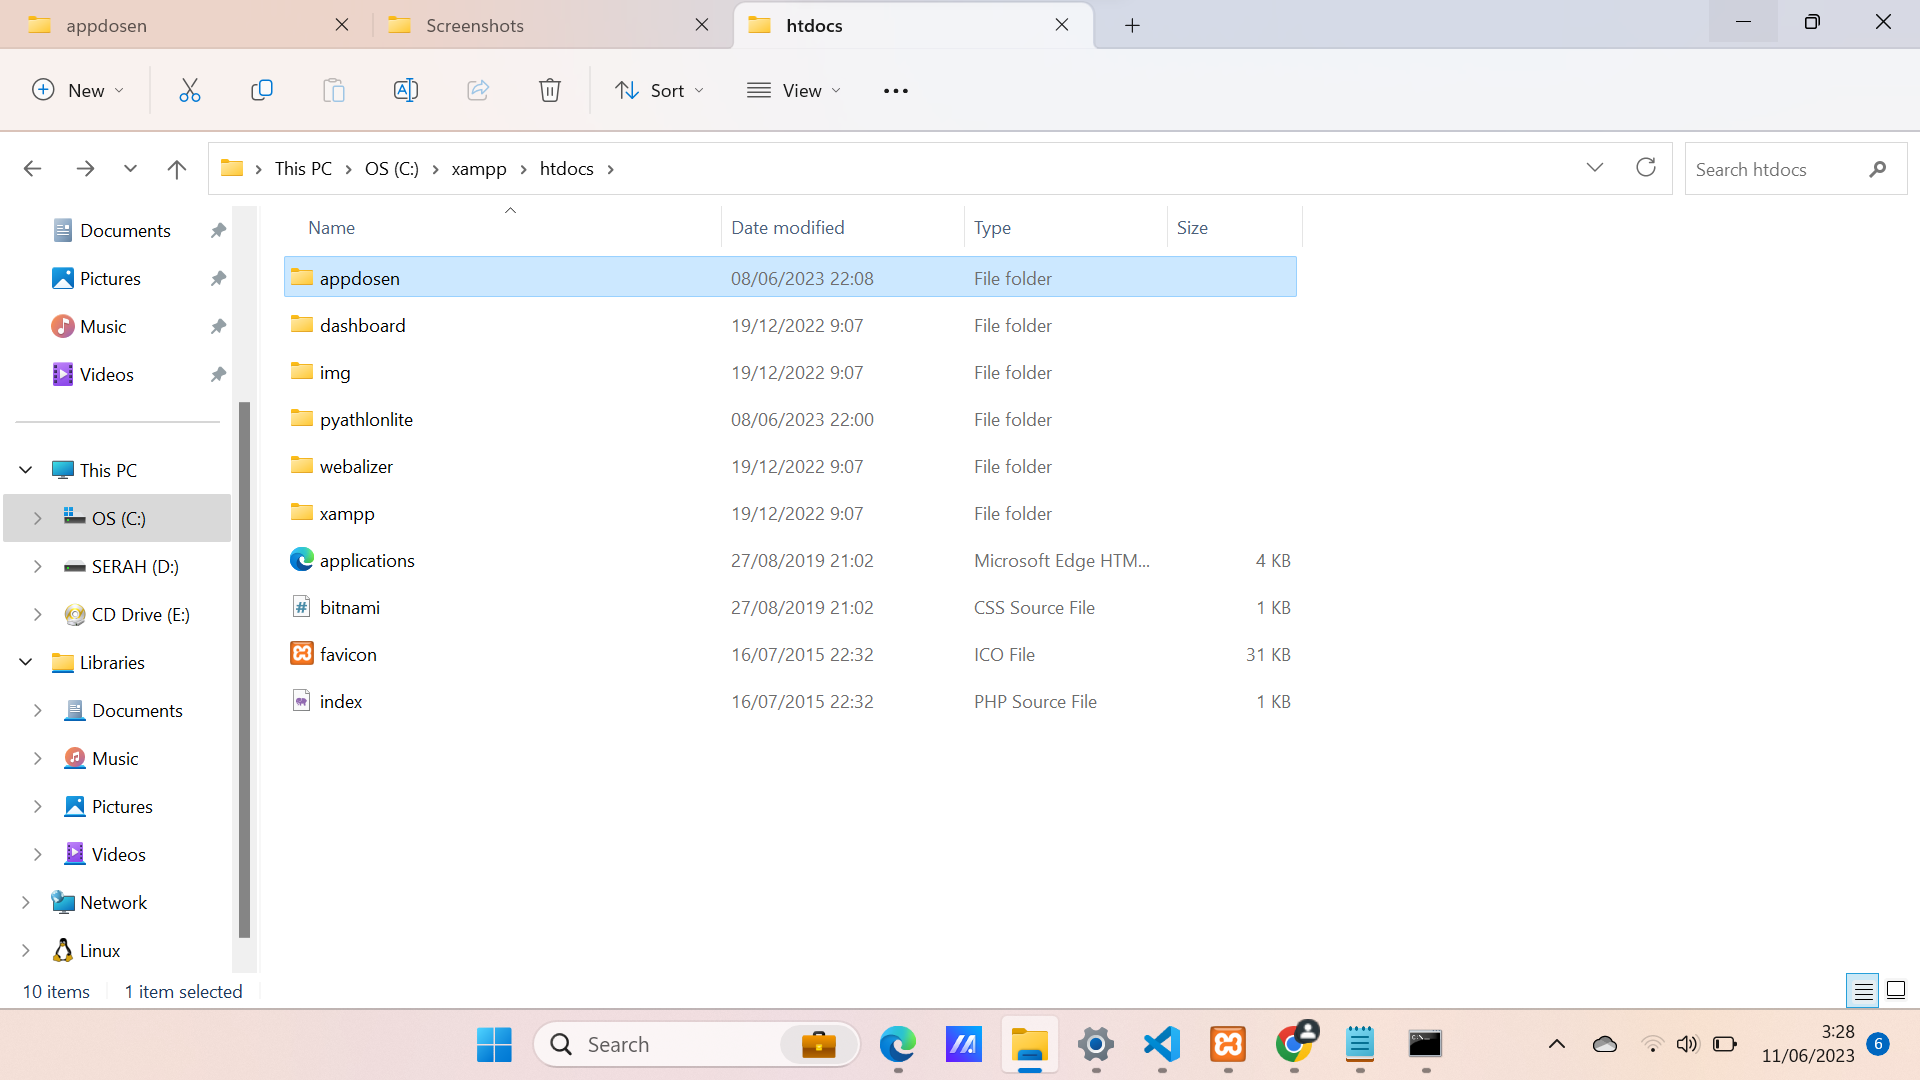 appdosen
Screenshots
htdocs
New
Sort
View
This PC > OS (C:) > xampp > htdocs >
Search htdocs
Documents
Pictures
Music
Videos
This PC
OS (C:)
SERAH (D:)
CD Drive (E:)
Libraries
Documents
Music
Pictures
Videos
Network
Linux
Name Date modified Type Size
appdosen 08/06/2023 22:08 File folder
dashboard 19/12/2022 9:07 File folder
img 19/12/2022 9:07 File folder
pyathlonlite 08/06/2023 22:00 File folder
webalizer 19/12/2022 9:07 File folder
xampp 19/12/2022 9:07 File folder
applications 27/08/2019 21:02 Microsoft Edge HTM... 4 KB
bitnami 27/08/2019 21:02 CSS Source File 1 KB
favicon 16/07/2015 22:32 ICO File 31 KB
index 16/07/2015 22:32 PHP Source File 1 KB
10 items 1 item selected
Search
3:28
11/06/2023
6